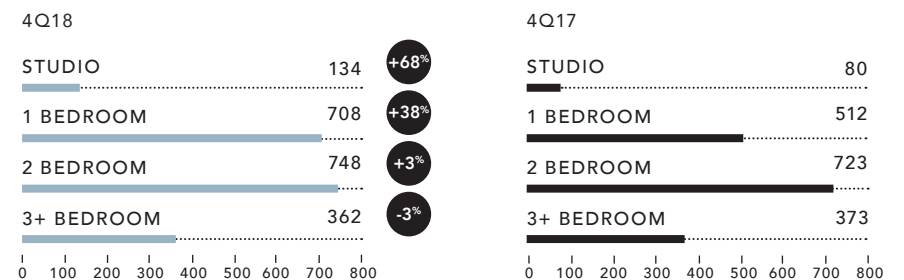 4Q18
STUDIO 134 +68%
1 BEDROOM 708 +38%
2 BEDROOM 748 +3%
3+ BEDROOM 362 -3%
0 100 200 300 400 500 600 700 800
4Q17
STUDIO 80
1 BEDROOM 512
2 BEDROOM 723
3+ BEDROOM 373
0 100 200 300 400 500 600 700 800